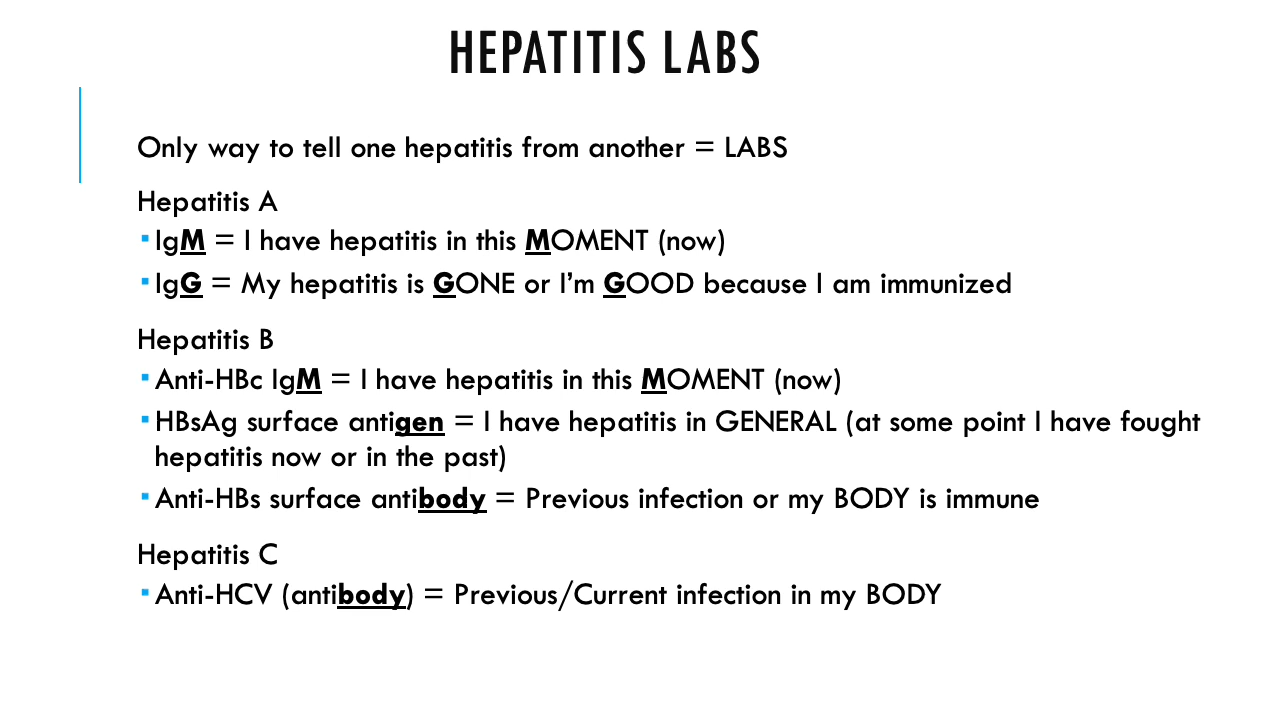 HEPATITIS LABS
Only way to tell one hepatitis from another = LABS
Hepatitis A
▪IgM = I have hepatitis in this MOMENT (now)
▪IgG = My hepatitis is GONE or I'm GOOD because I am immunized
Hepatitis B
▪Anti-HBc IgM = I have hepatitis in this MOMENT (now)
▪HBsAg surface antigen = I have hepatitis in GENERAL (at some point I have fought
hepatitis now or in the past)
▪Anti-HBs surface antibody = Previous infection or my BODY is immune
Hepatitis C
▪Anti-HCV (antibody) = Previous/Current infection in my BODY